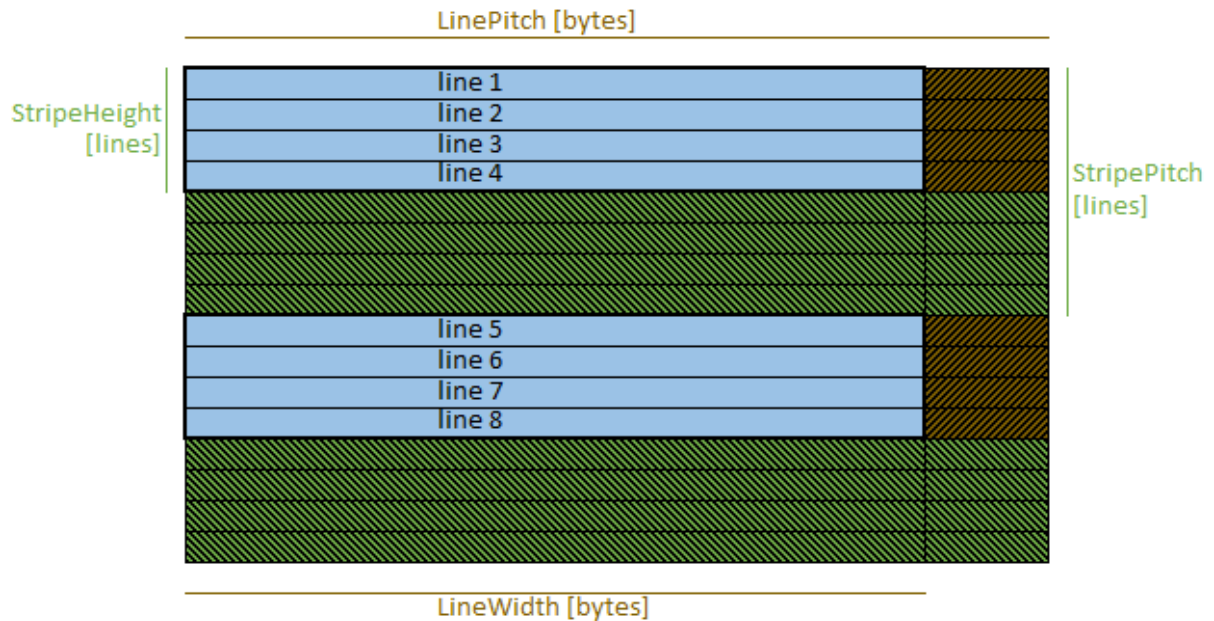 LinePitch [bytes]
line 1
StripeHeight
[lines]
line 2
line 3
line 4
StripePitch
[lines]
line 5
line 6
line 7
line 8
LineWidth [bytes]